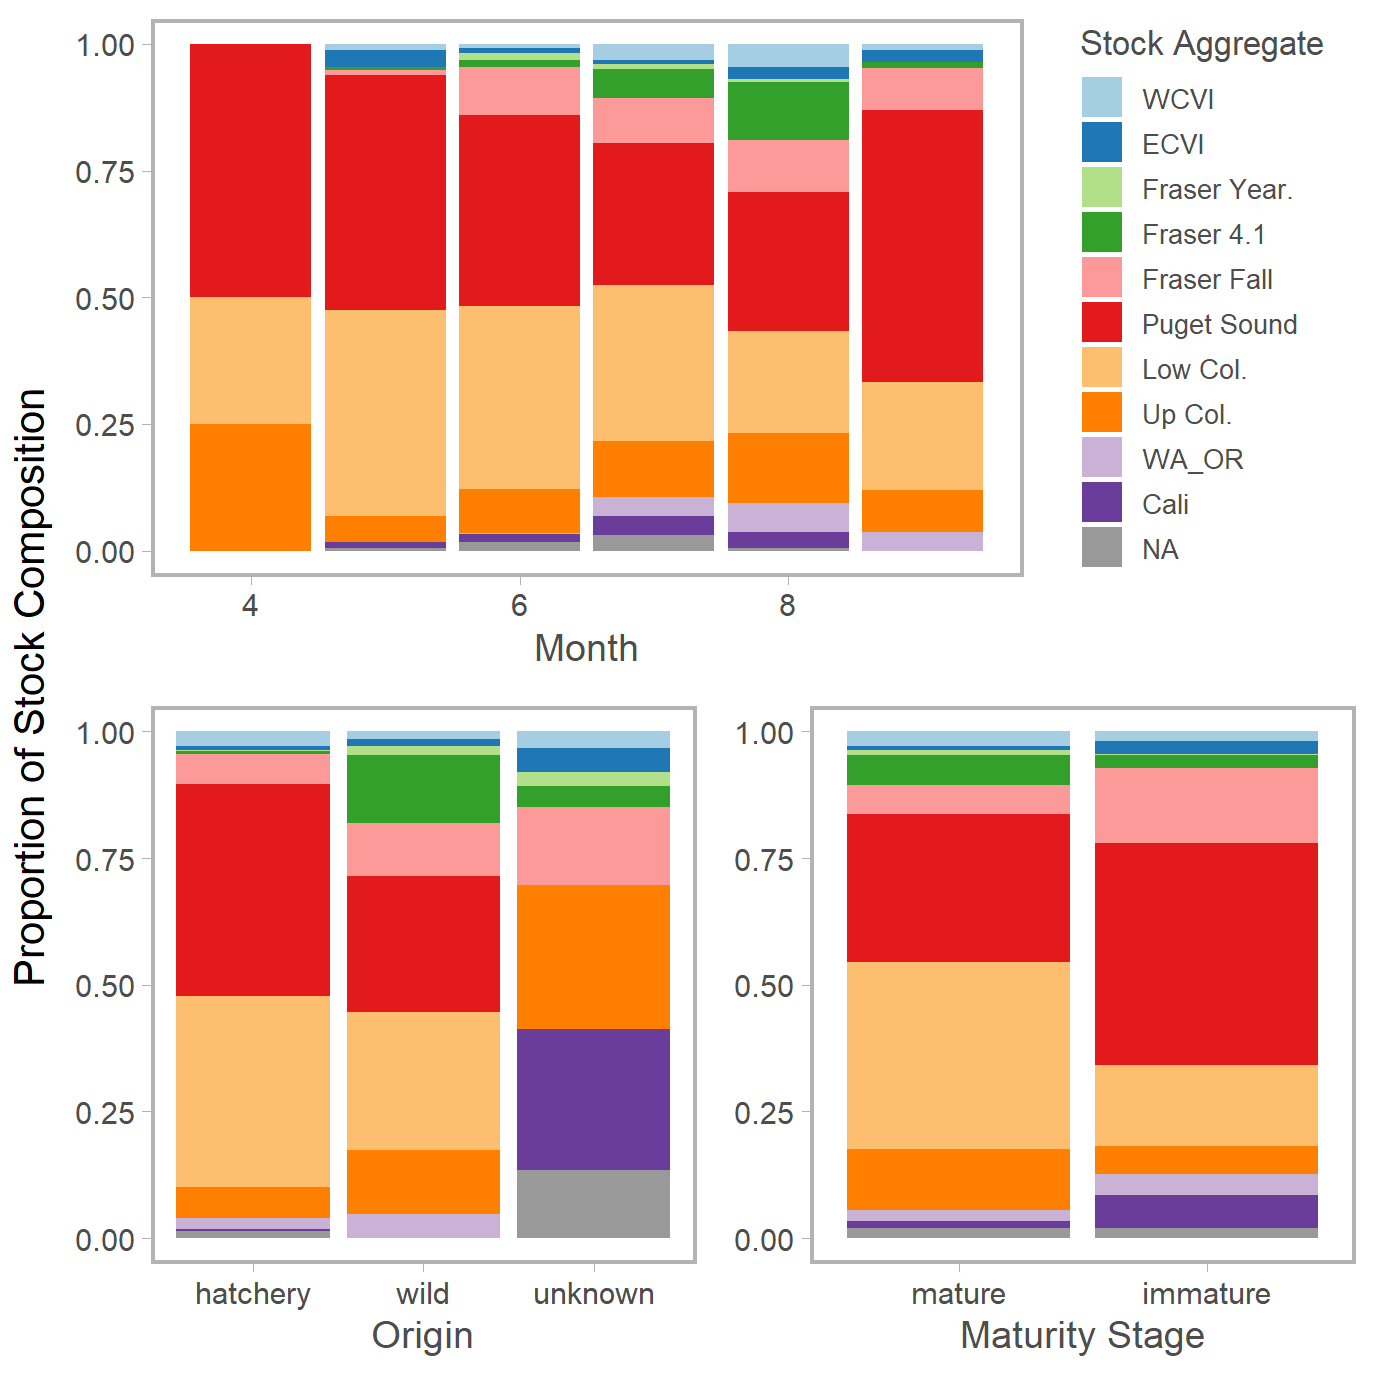 Proportion of Stock Composition
1.00
0.75
0.50
0.25
0.00
4
6
8
Month
Stock Aggregate
WCVI
ECVI
Fraser Year.
Fraser 4.1
Fraser Fall
Puget Sound
Low Col.
Up Col.
WA_OR
Cali
NA
1.00
0.75
0.50
0.25
0.00
hatchery
wild
unknown
Origin
1.00
0.75
0.50
0.25
0.00
mature
immature
Maturity Stage